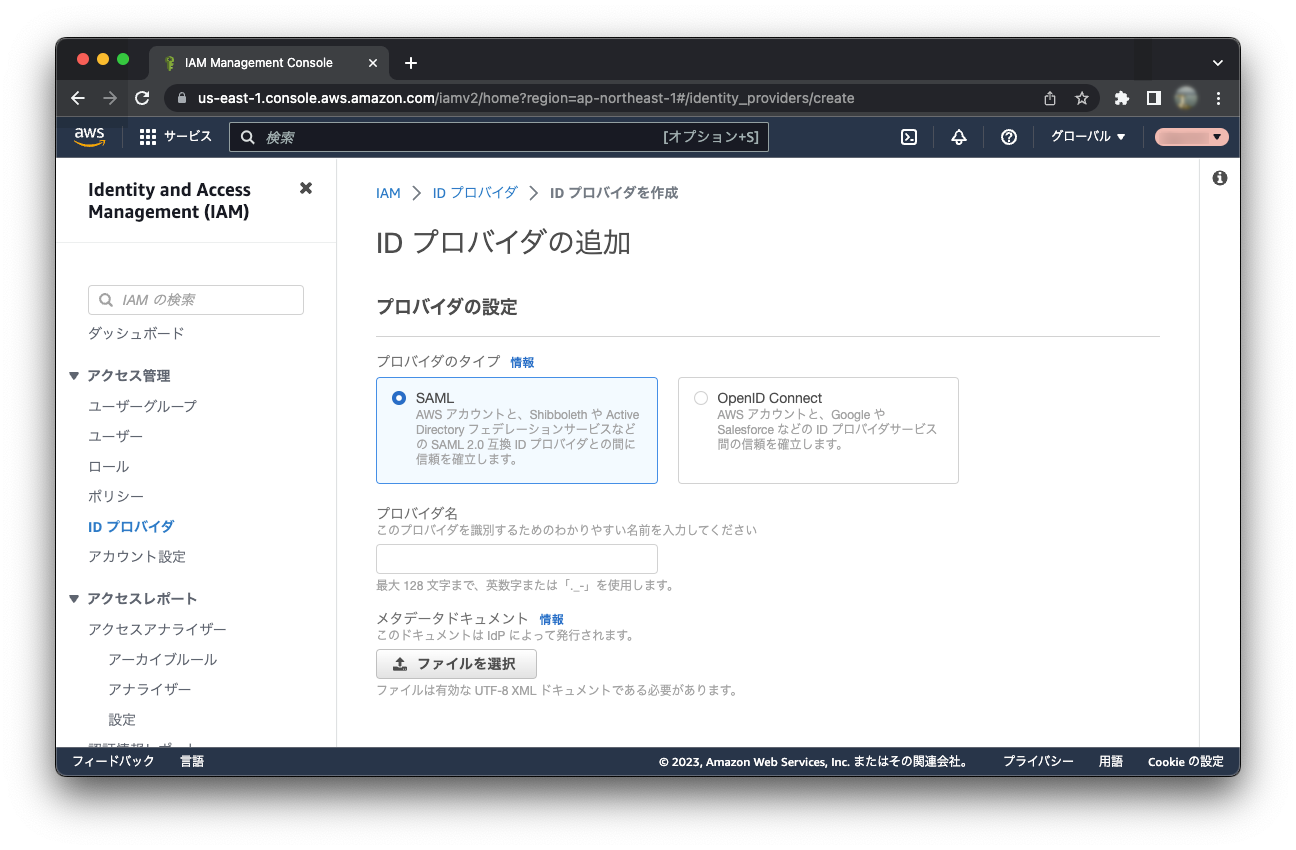 IAM Management Console
us-east-1.console.aws.amazon.com/iamv2/home?region=ap-northeast-1#/identity_providers/create
aws
サービス
検索
[オプション+S]
グローバル
Identity and Access
Management (IAM)
IAM の検索
ダッシュボード
アクセス管理
ユーザーグループ
ユーザー
ロール
ポリシー
ID プロバイダ
アカウント設定
アクセスレポート
アクセスアナライザー
アーカイブルール
アナライザー
設定
IAM > ID プロバイダ > ID プロバイダを作成
ID プロバイダの追加
プロバイダの設定
プロバイダのタイプ 情報
SAML
AWS アカウントと、Shibboleth や Active
Directory フェデレーションサービスなど
の SAML 2.0 互換 ID プロバイダとの間に
信頼を確立します。
OpenID Connect
AWS アカウントと、Google や
Salesforce などの ID プロバイダサービス
間の信頼を確立します。
プロバイダ名
このプロバイダを識別するためのわかりやすい名前を入力してください
最大 128 文字まで、英数字または「._-」を使用します。
メタデータドキュメント 情報
このドキュメントは IdP によって発行されます。
ファイルを選択
ファイルは有効な UTF-8 XML ドキュメントである必要があります。
フィードバック 言語
© 2023, Amazon Web Services, Inc. またはその関連会社。 プライバシー 用語 Cookie の設定